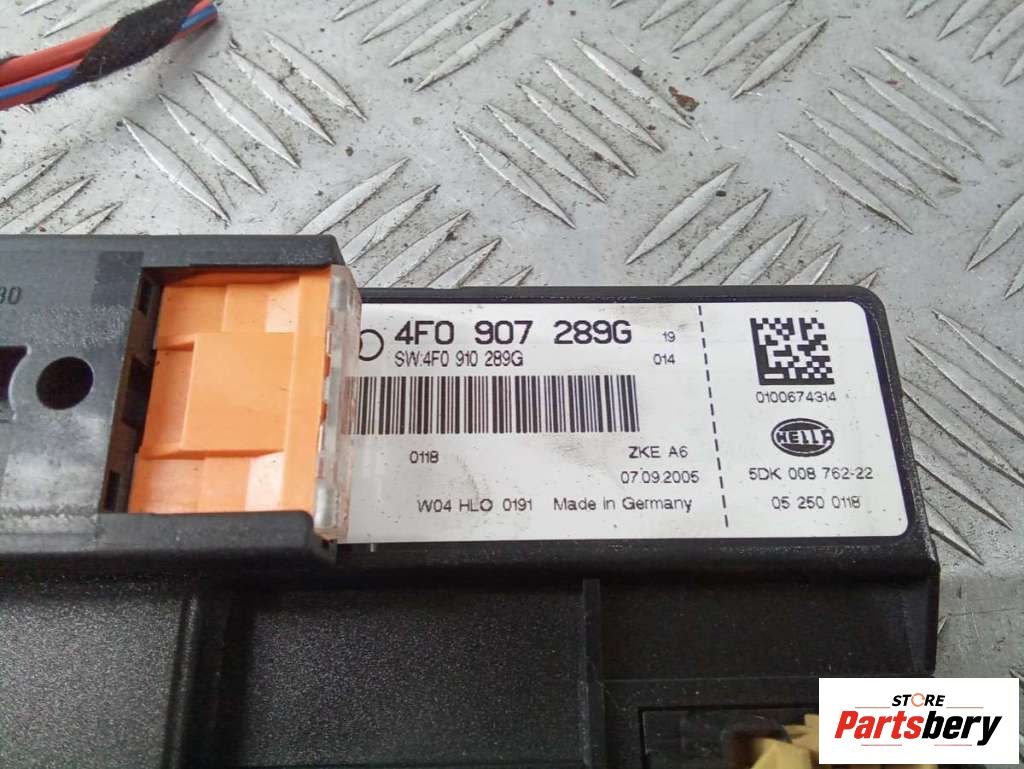 30
4F0 907 289G 19
SW:4F0 910 289G 014
0118
ZKE A6
07.09.2005
W04 HLO 0191 Made in Germany
0100674314
HELLA
5DK 008 762-22
05 250 0118
STORE
Partsbery